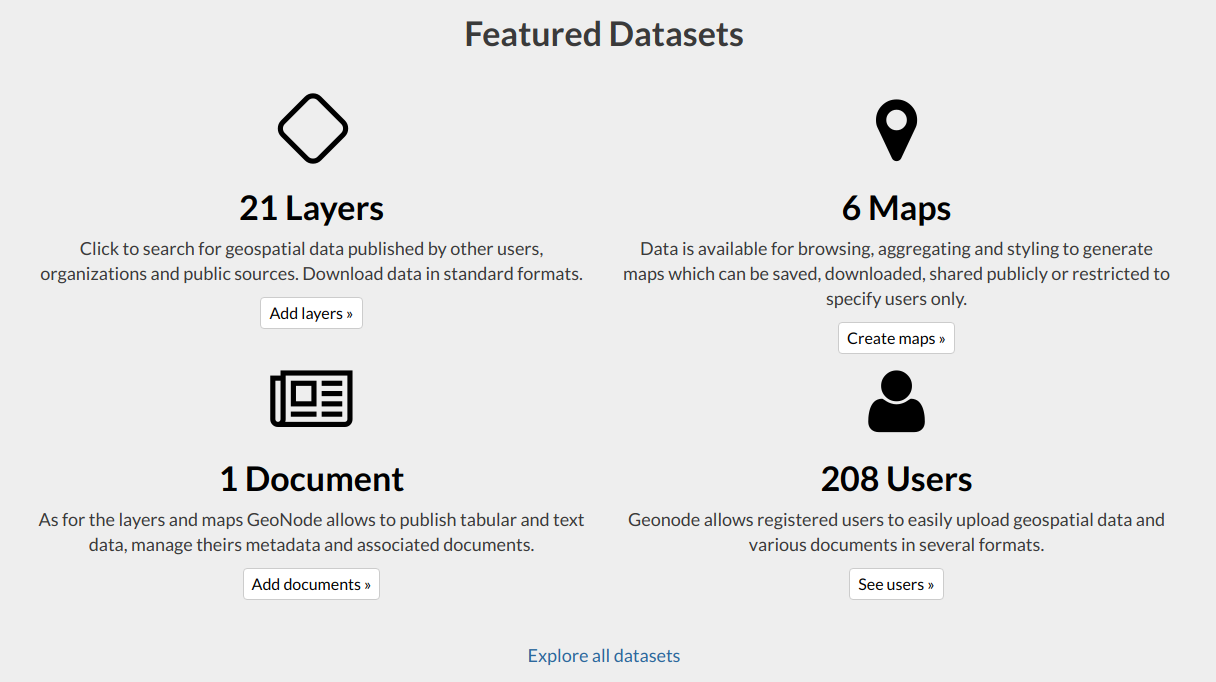 Featured Datasets
21 Layers
Click to search for geospatial data published by other users,
organizations and public sources. Download data in standard formats.
Add layers »
6 Maps
Data is available for browsing, aggregating and styling to generate
maps which can be saved, downloaded, shared publicly or restricted to
specify users only.
Create maps »
1 Document
As for the layers and maps GeoNode allows to publish tabular and text
data, manage theirs metadata and associated documents.
Add documents »
208 Users
Geonode allows registered users to easily upload geospatial data and
various documents in several formats.
See users »
Explore all datasets